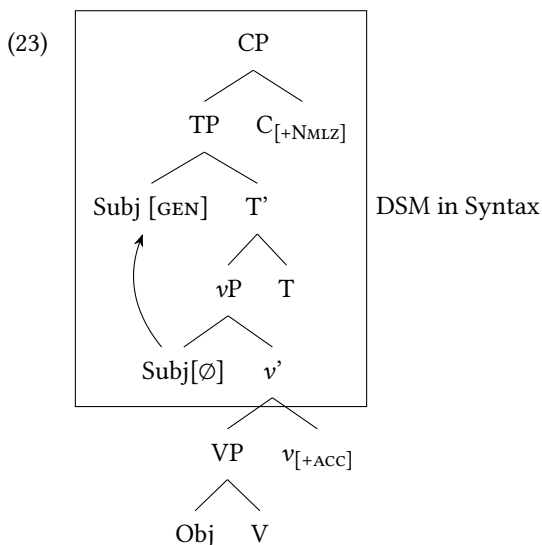 (23)
CP
TP C[+NMLZ]
Subj [GEN] T’
DSM in Syntax
vP T
Subj[∅] v’
VP v[+ACC]
Obj V